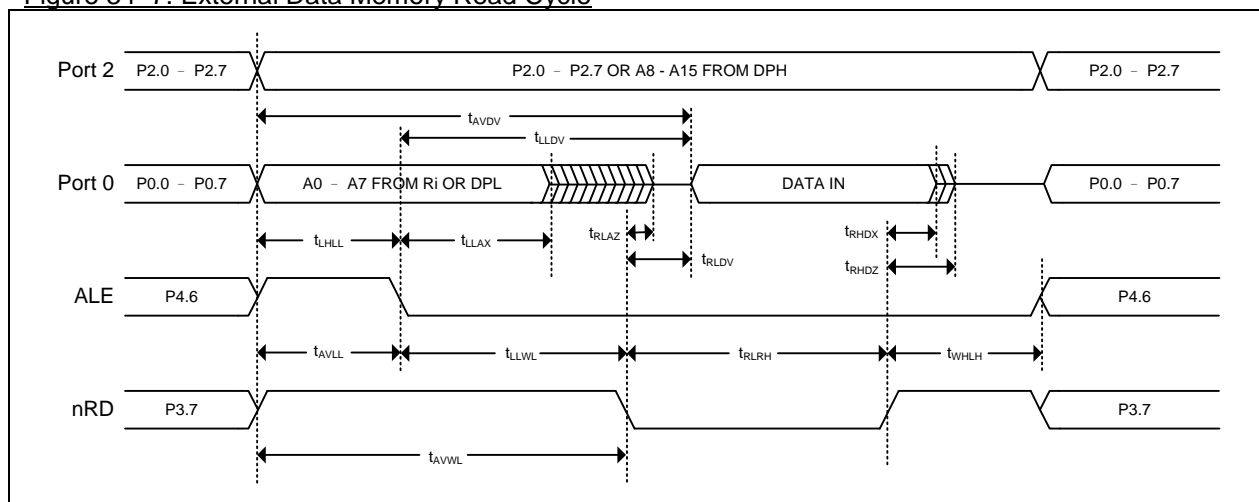 Figure 31-7. External Data Memory Read Cycle
Port 2 P2.0 – P2.7 P2.0 – P2.7 OR A8 - A15 FROM DPH P2.0 – P2.7
tAVDV
tLLDV
Port 0 P0.0 – P0.7 A0 – A7 FROM Ri OR DPL DATA IN P0.0 – P0.7
tLHLL tLLAX tRLAZ tRHDX
tRLDV tRHDZ
ALE P4.6 P4.6
tAVLL tLLWL tRLRH tWHLH
nRD P3.7 P3.7
tAVWL